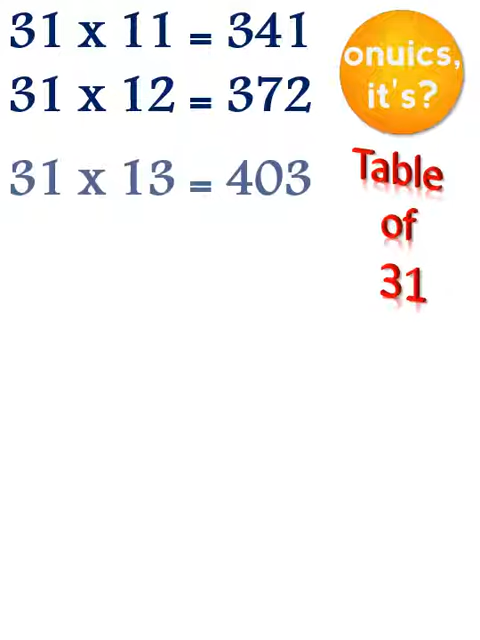 31 x 11 = 341
31 x 12 = 372
31 x 13 = 403
onuics,
it's?
Table
of
31